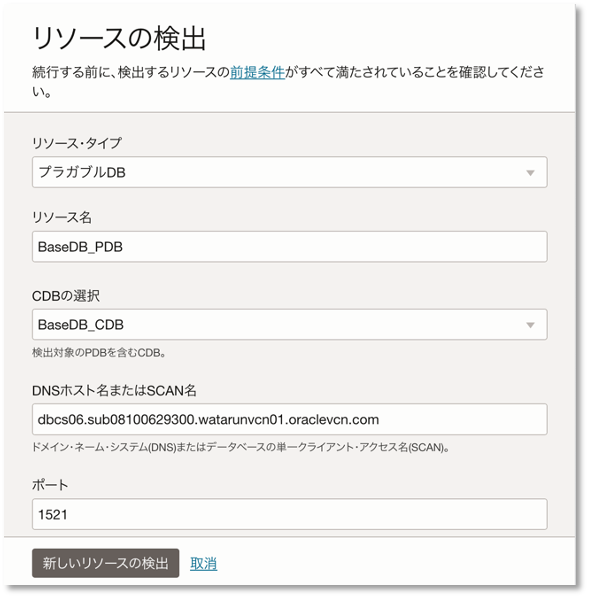 リソースの検出
続行する前に、検出するリソースの前提条件がすべて満たされていることを確認してくださ
い。
リソース・タイプ
プラガブルDB
リソース名
BaseDB_PDB
CDBの選択
BaseDB_CDB
検出対象のPDBを含むCDB。
DNSホスト名またはSCAN名
dbcs06.sub08100629300.watarunvcn01.oraclevcn.com
ドメイン・ネーム・システム(DNS)またはデータベースの単一クライアント・アクセス名(SCAN)。
ポート
1521
新しいリソースの検出 取消